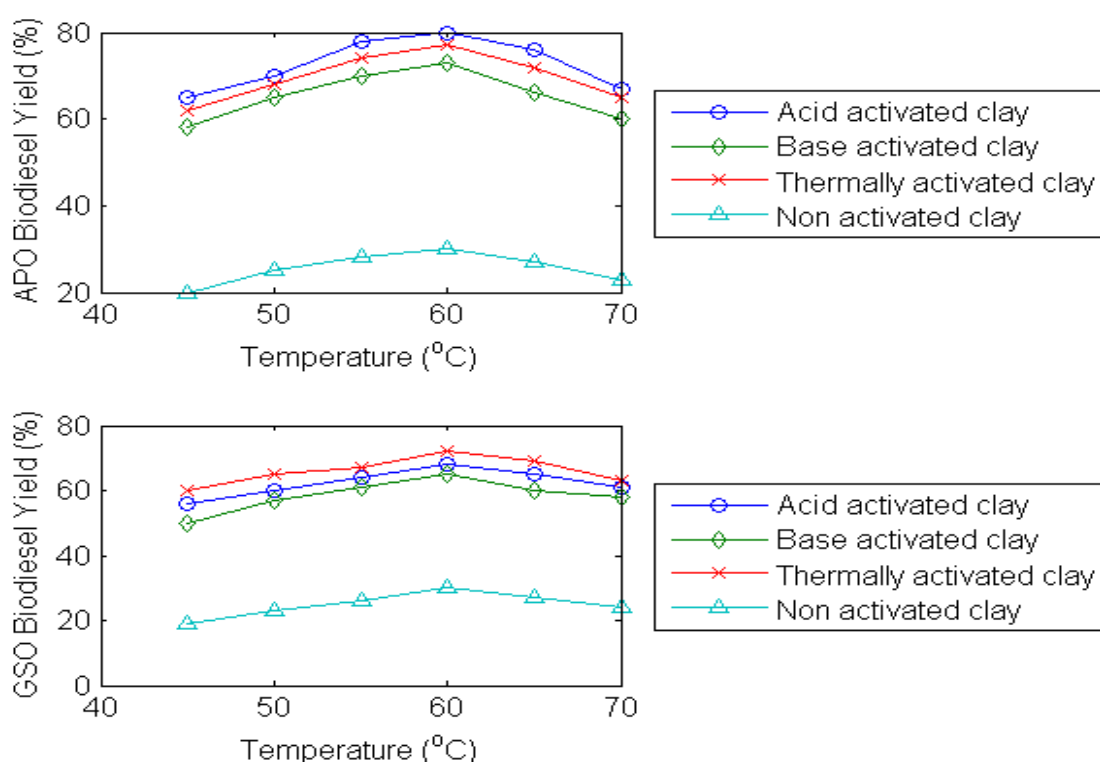 APO Biodiesel Yield (%)
80
60
40
20
40 50 60 70
Temperature (°C)
Acid activated clay
Base activated clay
Thermally activated clay
Non activated clay
GSO Biodiesel Yield (%)
80
60
40
20
0
40 50 60 70
Temperature (°C)
Acid activated clay
Base activated clay
Thermally activated clay
Non activated clay